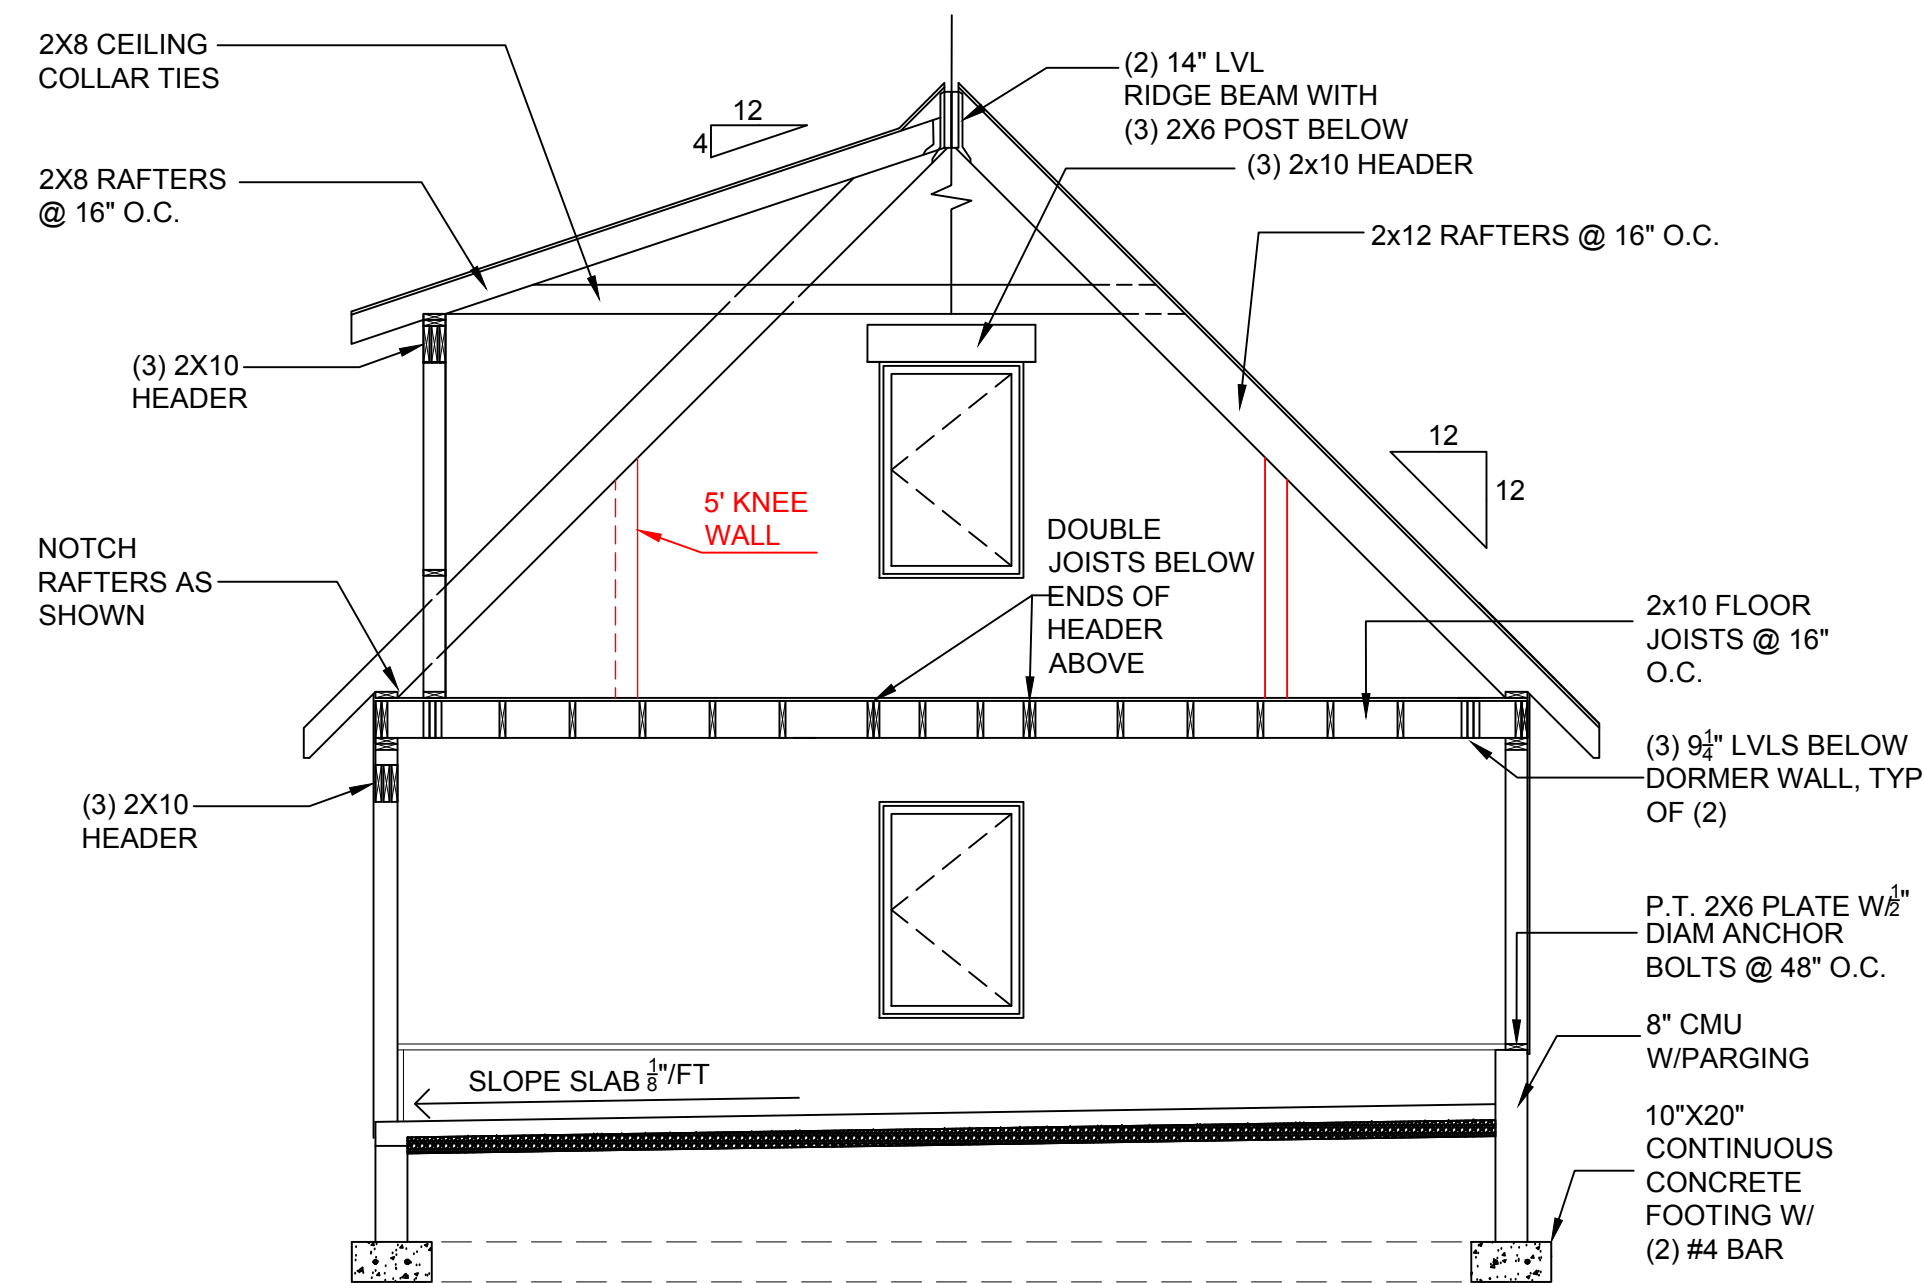 2X8 CEILING
COLLAR TIES
12
4
(2) 14" LVL
RIDGE BEAM WITH
(3) 2X6 POST BELOW
(3) 2x10 HEADER
2X8 RAFTERS
@ 16" O.C.
2x12 RAFTERS @ 16" O.C.
(3) 2X10
HEADER
12
12
5' KNEE
WALL
DOUBLE
JOISTS BELOW
ENDS OF
HEADER
ABOVE
NOTCH
RAFTERS AS
SHOWN
2x10 FLOOR
JOISTS @ 16"
O.C.
(3) 9¼" LVLS BELOW
DORMER WALL, TYP
OF (2)
(3) 2X10
HEADER
P.T. 2X6 PLATE W/½"
DIAM ANCHOR
BOLTS @ 48" O.C.
8" CMU
W/PARGING
SLOPE SLAB ⅛"/FT
10"X20"
CONTINUOUS
CONCRETE
FOOTING W/
(2) #4 BAR